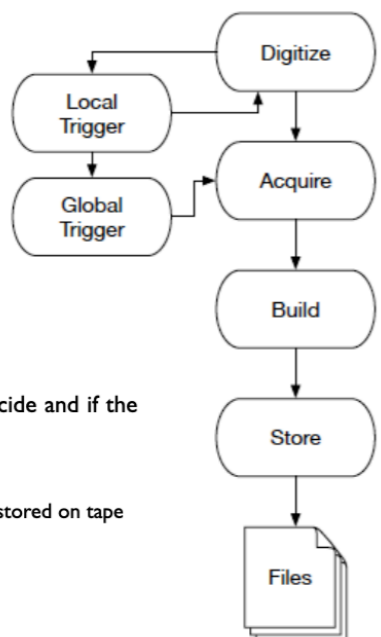 Digitize
Local
Trigger
Global
Trigger
Acquire
Build
cide and if the
Store
stored on tape
Files